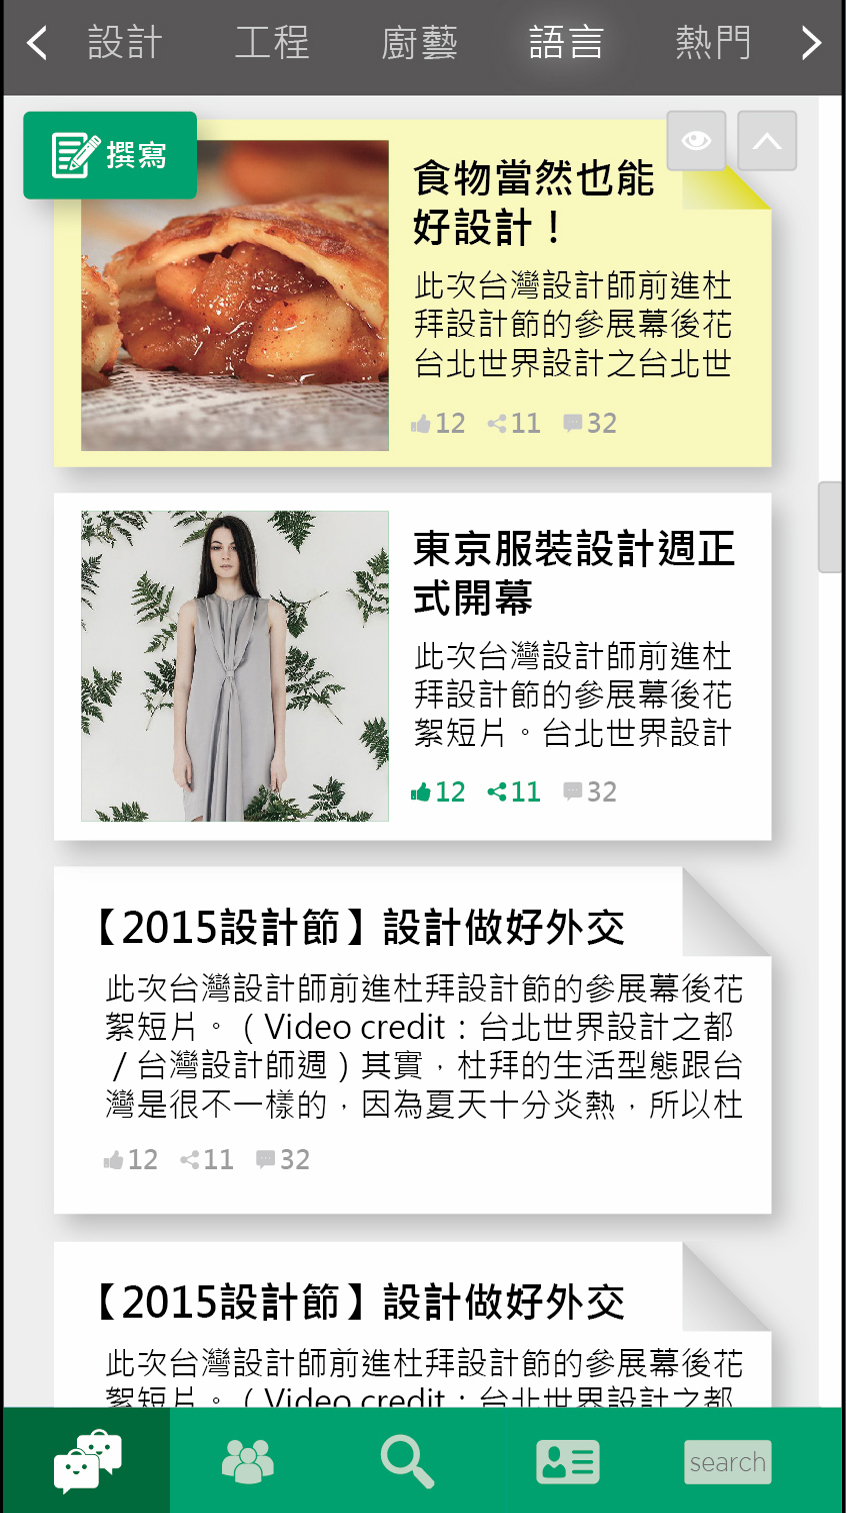 設計 工程 廚藝 語言 熱門
撰寫
食物當然也能
好設計！
此次台灣設計師前進杜
拜設計節的參展幕後花
台北世界設計之台北世
12 11 32
東京服裝設計週正
式開幕
此次台灣設計師前進杜
拜設計節的參展幕後花
絮短片。台北世界設計
12 11 32
【2015設計節】設計做好外交
此次台灣設計師前進杜拜設計節的參展幕後花
絮短片。（Video credit：台北世界設計之都
／台灣設計師週）其實，杜拜的生活型態跟台
灣是很不一樣的，因為夏天十分炎熱，所以杜
12 11 32
【2015設計節】設計做好外交
此次台灣設計師前進杜拜設計節的參展幕後花
絮短片。（Video credit：台北世界設計之都
search